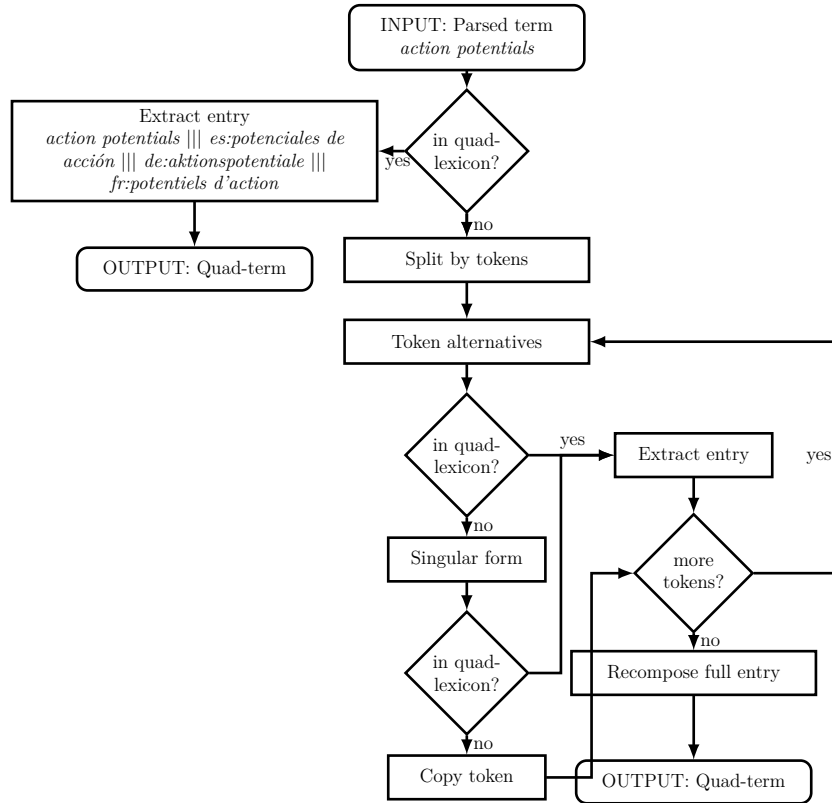 INPUT: Parsed term
action potentials
Extract entry
action potentials ||| es:potenciales de
acción ||| de:aktionspotentiale |||
fr:potentiels d'action
yes
in quad-
lexicon?
no
OUTPUT: Quad-term
Split by tokens
Token alternatives
in quad-
lexicon?
yes
Extract entry
yes
no
Singular form
more
tokens?
no
in quad-
lexicon?
Recompose full entry
no
Copy token
OUTPUT: Quad-term